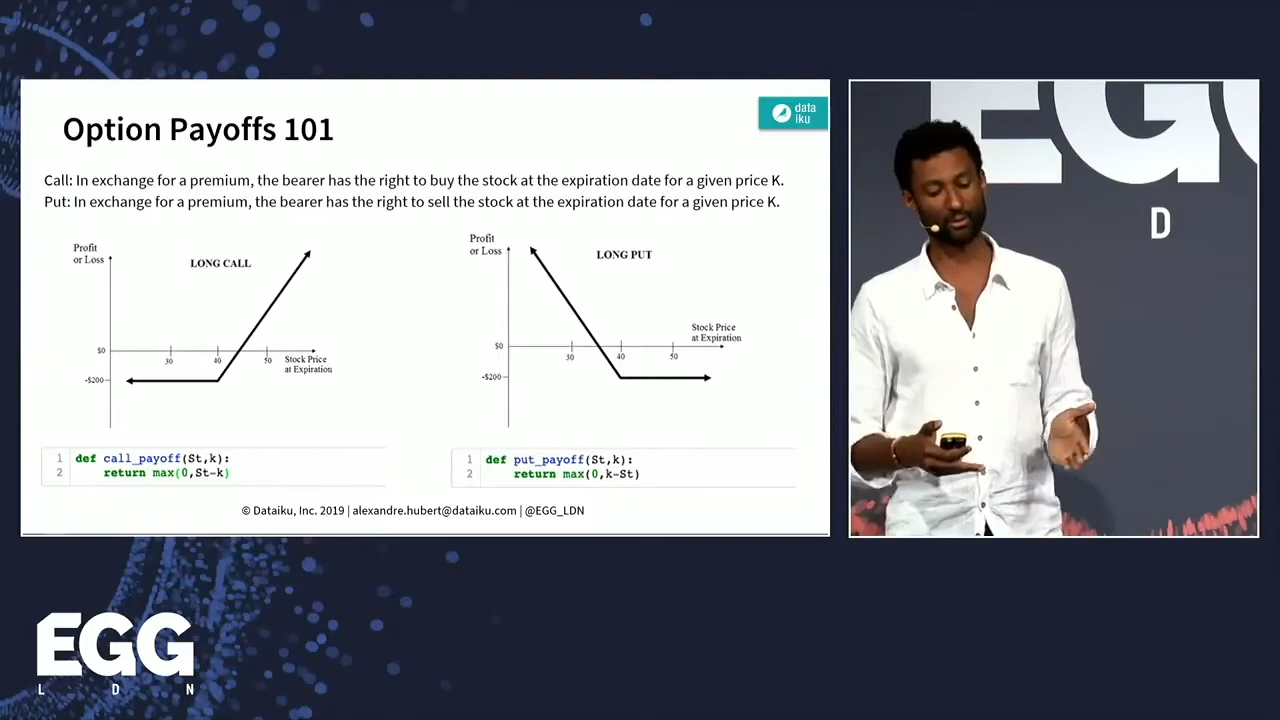 Option Payoffs 101
data
iku
Call: In exchange for a premium, the bearer has the right to buy the stock at the expiration date for a given price K.
Put: In exchange for a premium, the bearer has the right to sell the stock at the expiration date for a given price K.
Profit
or Loss
LONG CALL
$0
30
40
50
Stock Price
at Expiration
-$200
Profit
or Loss
LONG PUT
Stock Price
at Expiration
$0
30
40
50
-$200
1 def call_payoff(St,k):
2 return max(0,St-k)
1 def put_payoff(St,k):
2 return max(0,k-St)
© Dataiku, Inc. 2019 | alexandre.hubert@dataiku.com | @EGG_LDN
EGG
D
EGG
L D N